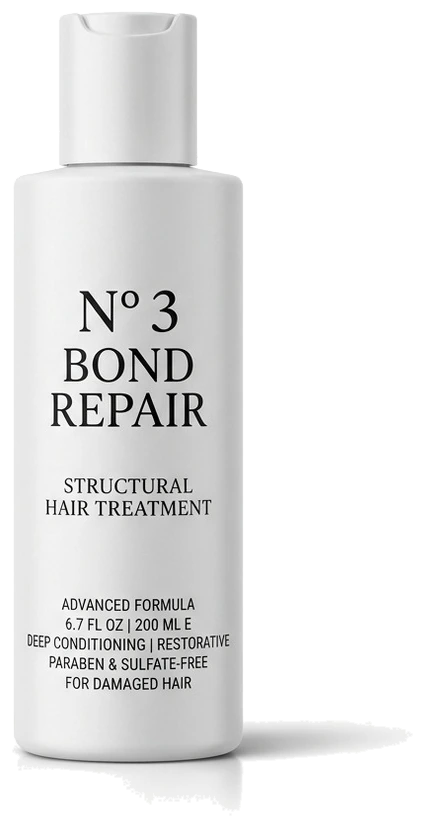 Nº 3
BOND
REPAIR
STRUCTURAL
HAIR TREATMENT
ADVANCED FORMULA
6.7 FL OZ | 200 ML E
DEEP CONDITIONING | RESTORATIVE
PARABEN & SULFATE-FREE
FOR DAMAGED HAIR